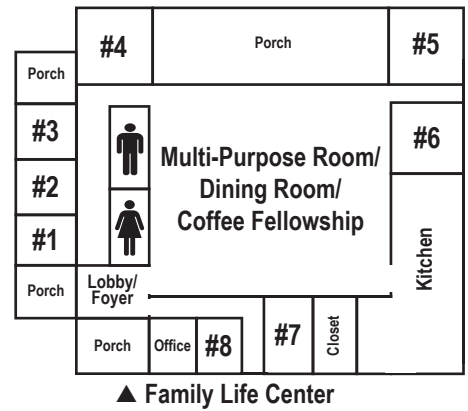 #4
Porch
#5
Porch
#3
#6
Multi-Purpose Room/
Dining Room/
Coffee Fellowship
#2
#1
Kitchen
Porch
Lobby/
Foyer
Porch
Office
#8
#7
Closet
▲ Family Life Center